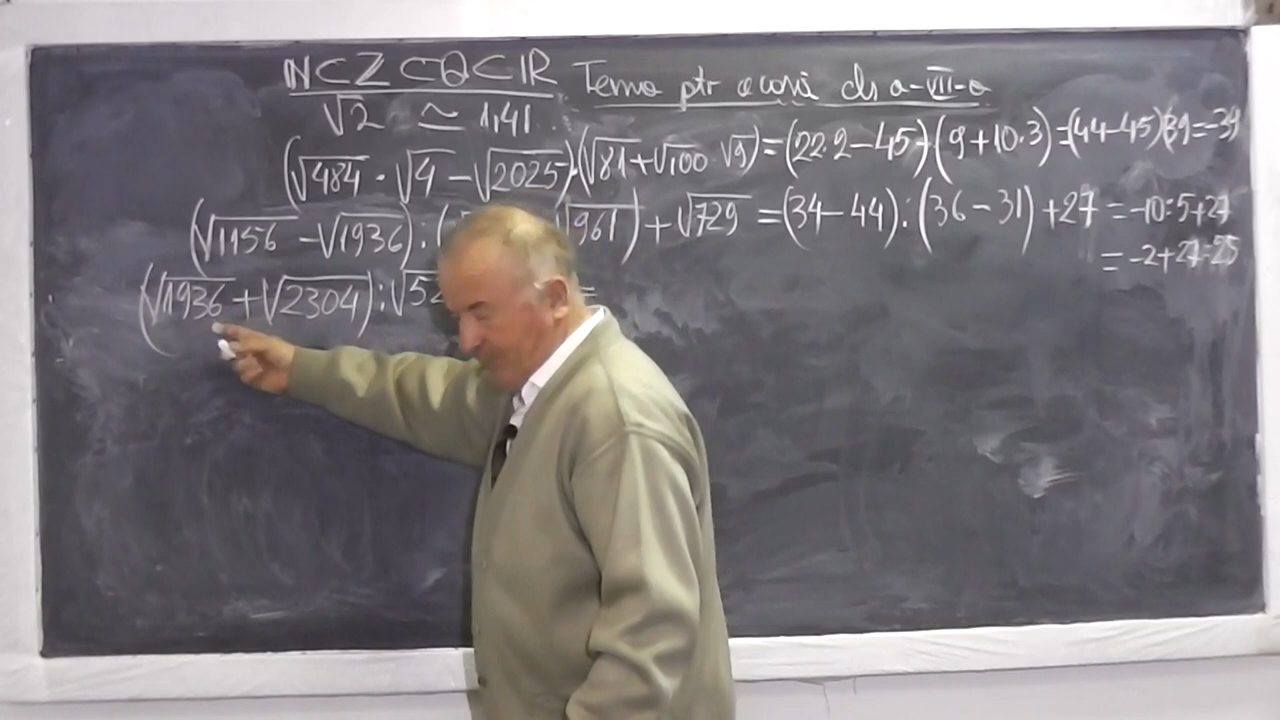 N⊂Z⊂Q⊂R Tema ptr acasă cls a-VII-a
√2 ≃ 1,41
(√484 · √4 − √2025)·(√81+√100 · √9)=(22·2−45)·(9+10·3)=(44−45)·39=−39
(√1156 −√1936):( √961)+√729 =(34−44):(36−31)+27 =−10:5+27
= −2+27=25
(√1936+√2304):√52 =